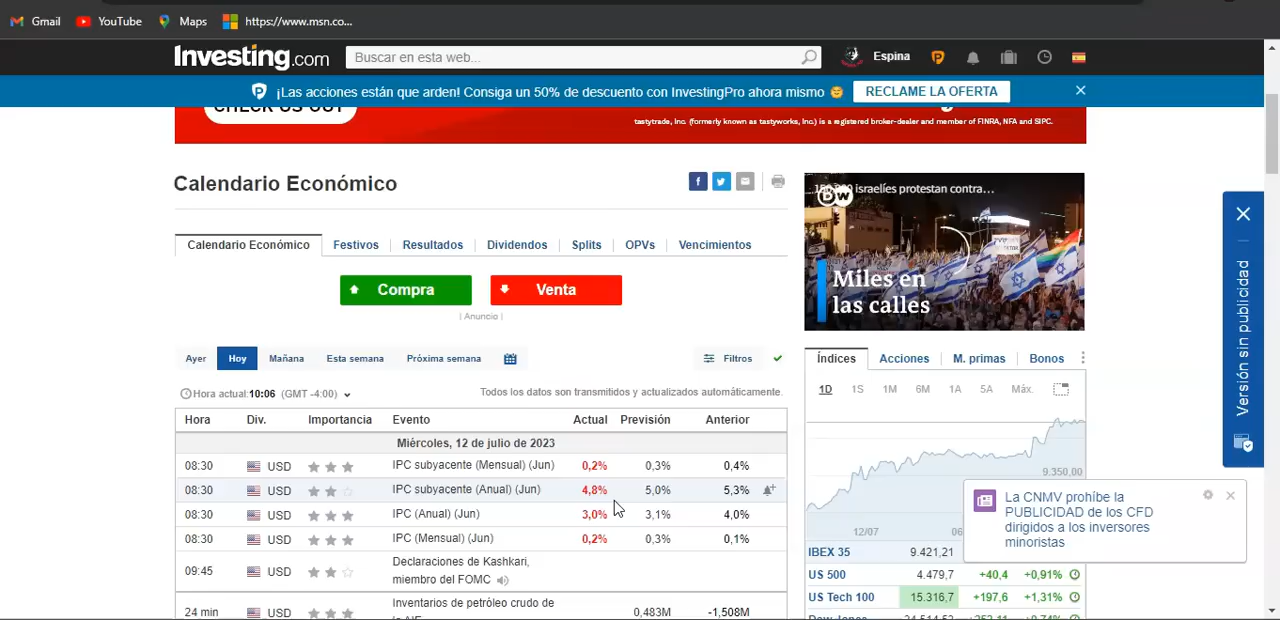 Gmail YouTube Maps https://www.msn.co...
Investing.com Buscar en esta web... Espina
¡Las acciones están que arden! Consiga un 50% de descuento con InvestingPro ahora mismo RECLAME LA OFERTA
CHECK US OUT
tastytrade, Inc. (formerly known as tastyworks, Inc.) is a registered broker-dealer and member of FINRA, NFA and SIPC.
Calendario Económico
Calendario Económico Festivos Resultados Dividendos Splits OPVs Vencimientos
Compra Venta
| Anuncio |
Ayer Hoy Mañana Esta semana Próxima semana Filtros
Hora actual:10:06 (GMT -4:00) Todos los datos son transmitidos y actualizados automáticamente.
Hora Div. Importancia Evento Actual Previsión Anterior
Miércoles, 12 de julio de 2023
08:30 USD IPC subyacente (Mensual) (Jun) 0,2% 0,3% 0,4%
08:30 USD IPC subyacente (Anual) (Jun) 4,8% 5,0% 5,3%
08:30 USD IPC (Anual) (Jun) 3,0% 3,1% 4,0%
08:30 USD IPC (Mensual) (Jun) 0,2% 0,3% 0,1%
09:45 USD Declaraciones de Kashkari,
miembro del FOMC
24 min USD Inventarios de petróleo crudo de
la AIE 0,483M -1,508M
israelíes protestan contra...
DW
Miles en
las calles
Índices Acciones M. primas Bonos
1D 1S 1M 6M 1A 5A Máx.
9.350,00
12/07
IBEX 35 9.421,21
US 500 4.479,7 +40,4 +0,91%
US Tech 100 15.316,7 +197,6 +1,31%
Dow Jones
La CNMV prohíbe la
PUBLICIDAD de los CFD
dirigidos a los inversores
minoristas
Versión sin publicidad